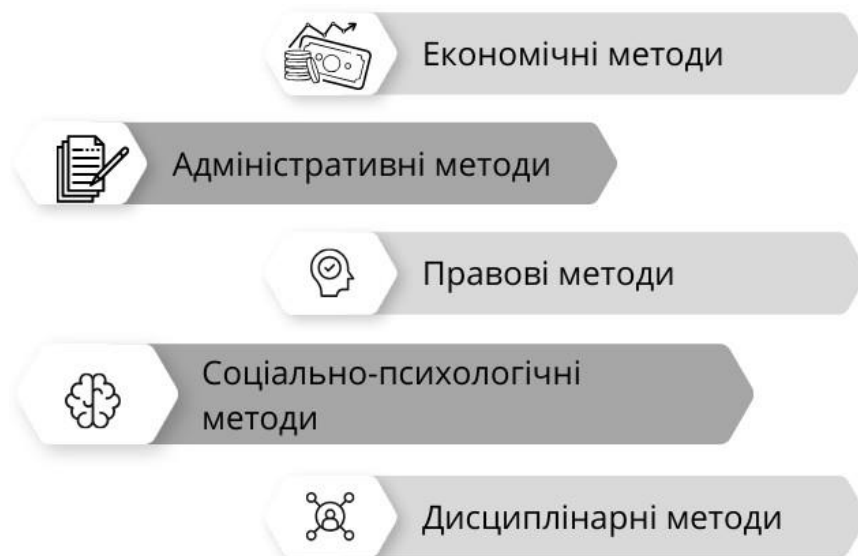 Економічні методи
Адміністративні методи
Правові методи
Соціально-психологічні
методи
Дисциплінарні методи